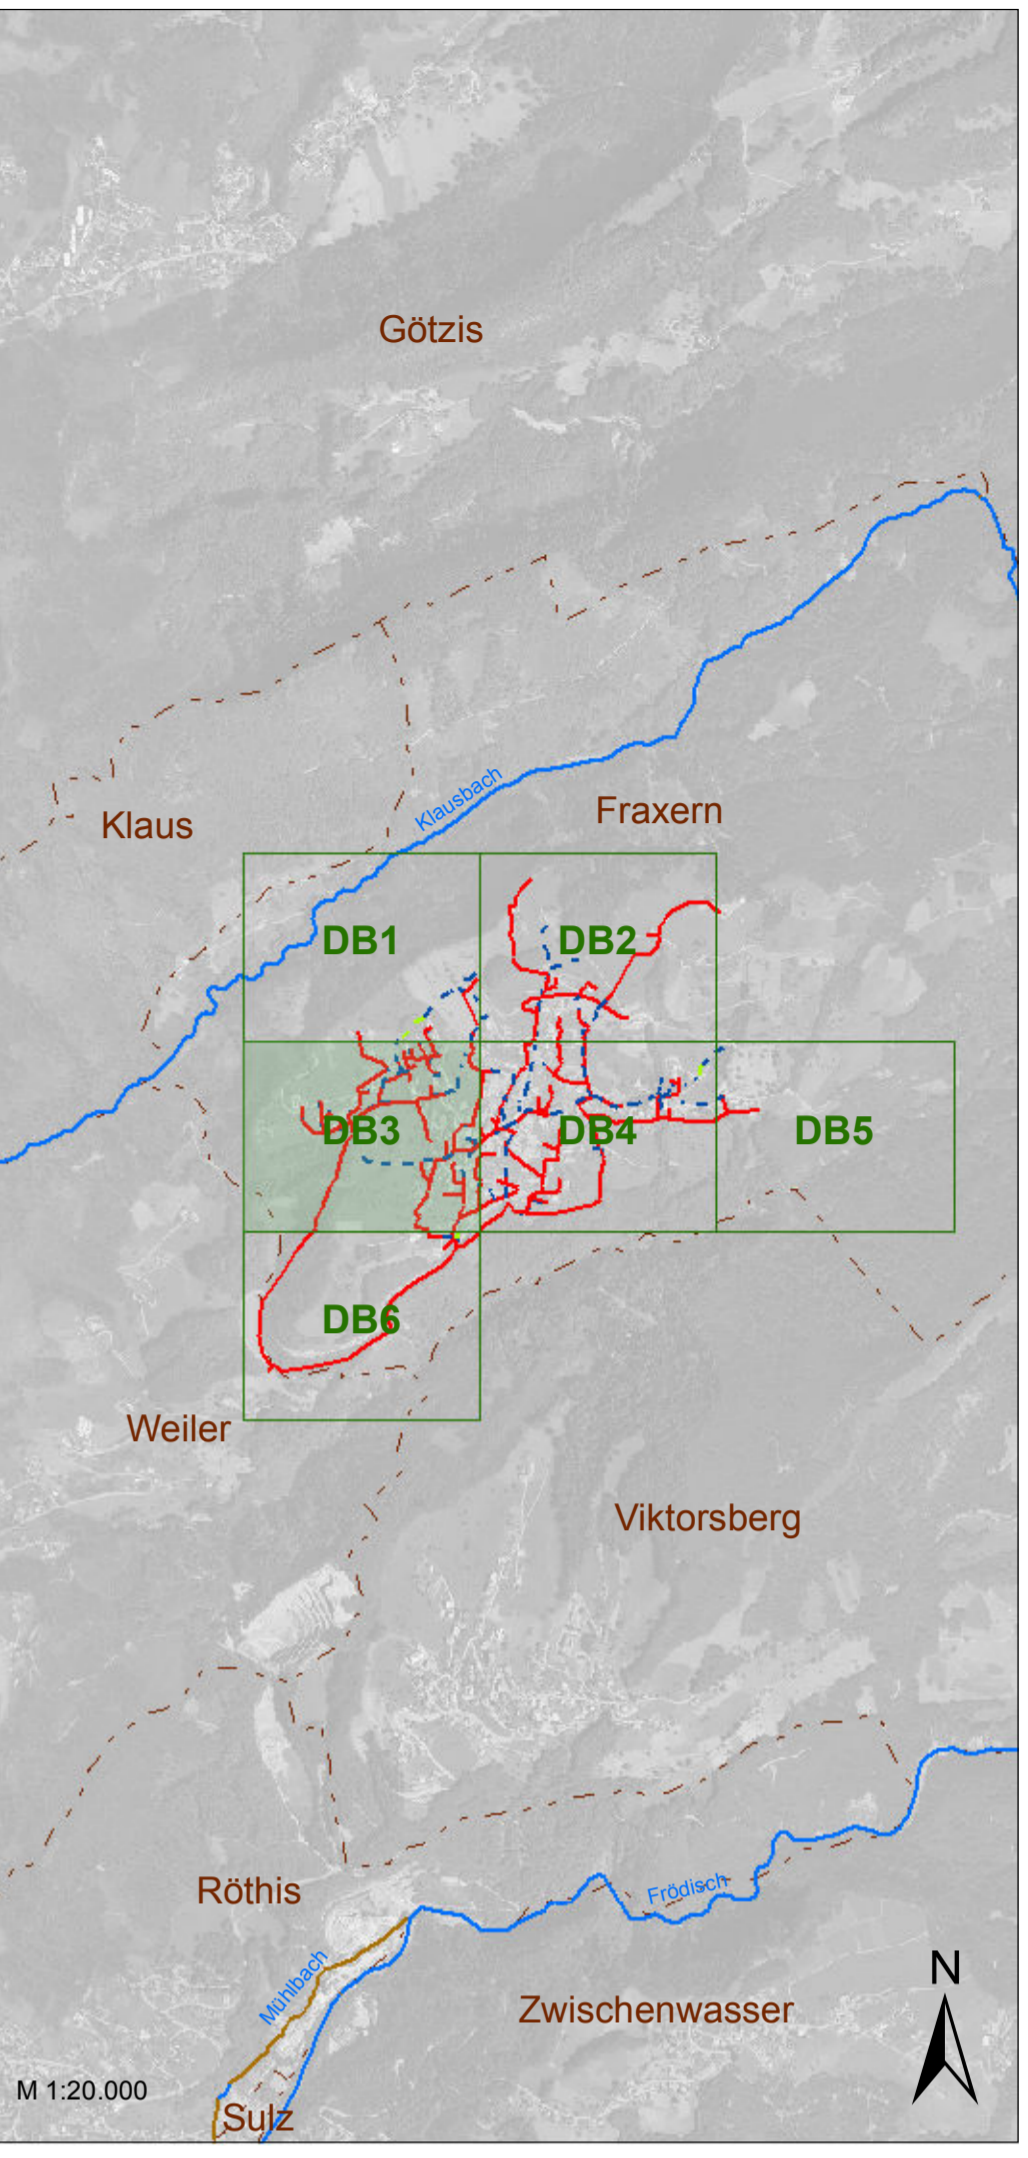 Götzis
Klausbach
Klaus
Fraxern
DB1
DB2
DB3
DB4
DB5
DB6
Weiler
Viktorsberg
Röthis
Frödisch
Mühlbach
N
Zwischenwasser
M 1:20.000
Sulz